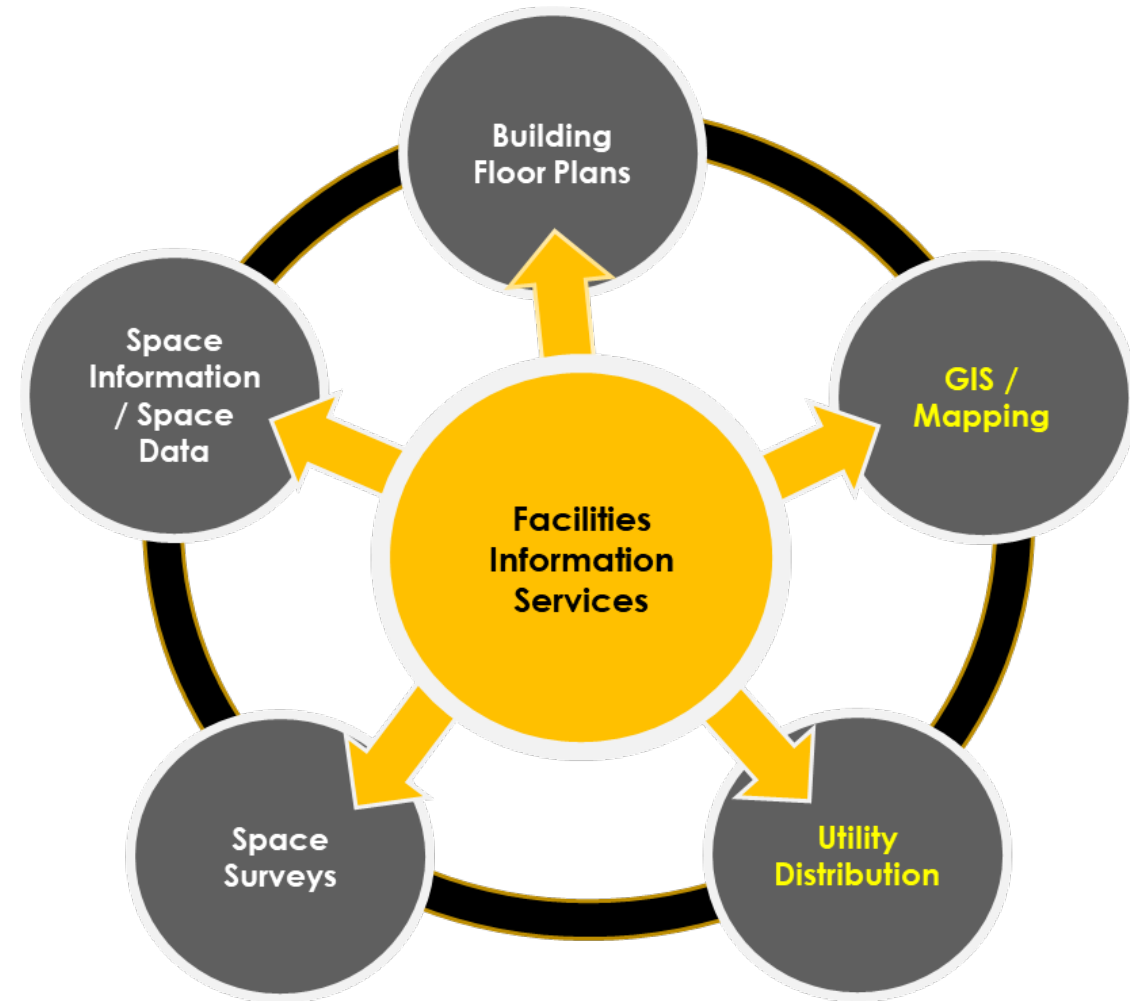 Building
Floor Plans
Space
Information
/ Space
Data
GIS /
Mapping
Facilities
Information
Services
Space
Surveys
Utility
Distribution